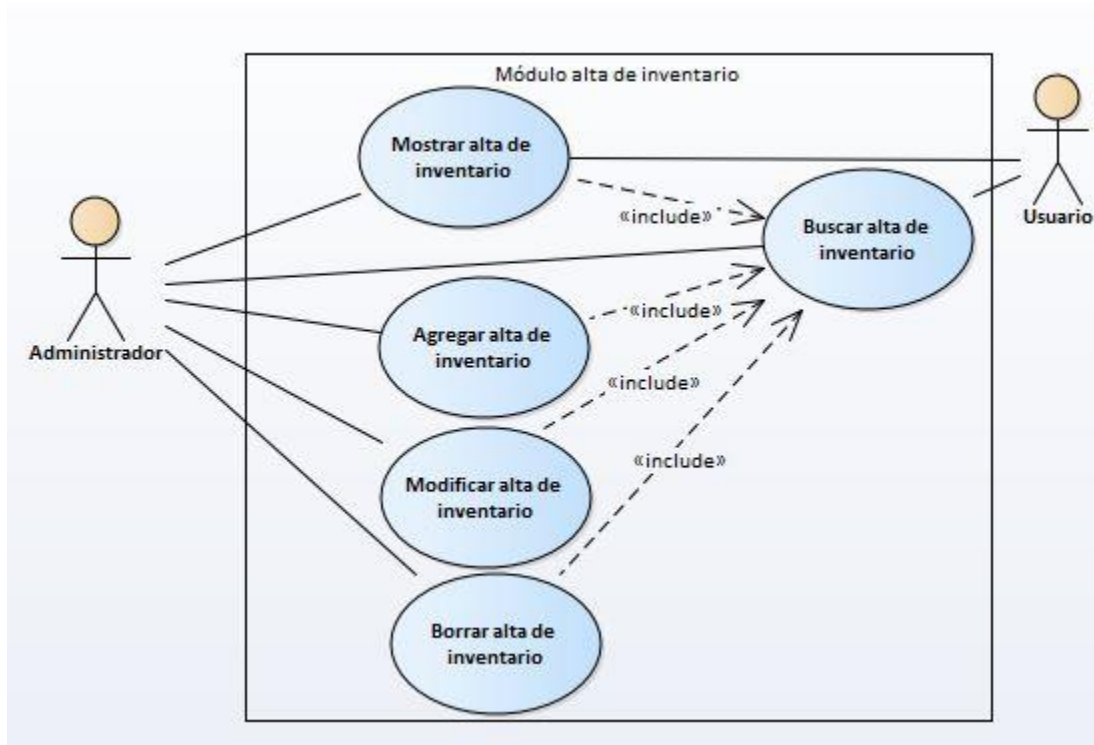 Módulo alta de inventario
Mostrar alta de
inventario
«include»
Buscar alta de
inventario
Usuario
Administrador
Agregar alta de
inventario
«include»
«include»
Modificar alta de
inventario
«include»
Borrar alta de
inventario